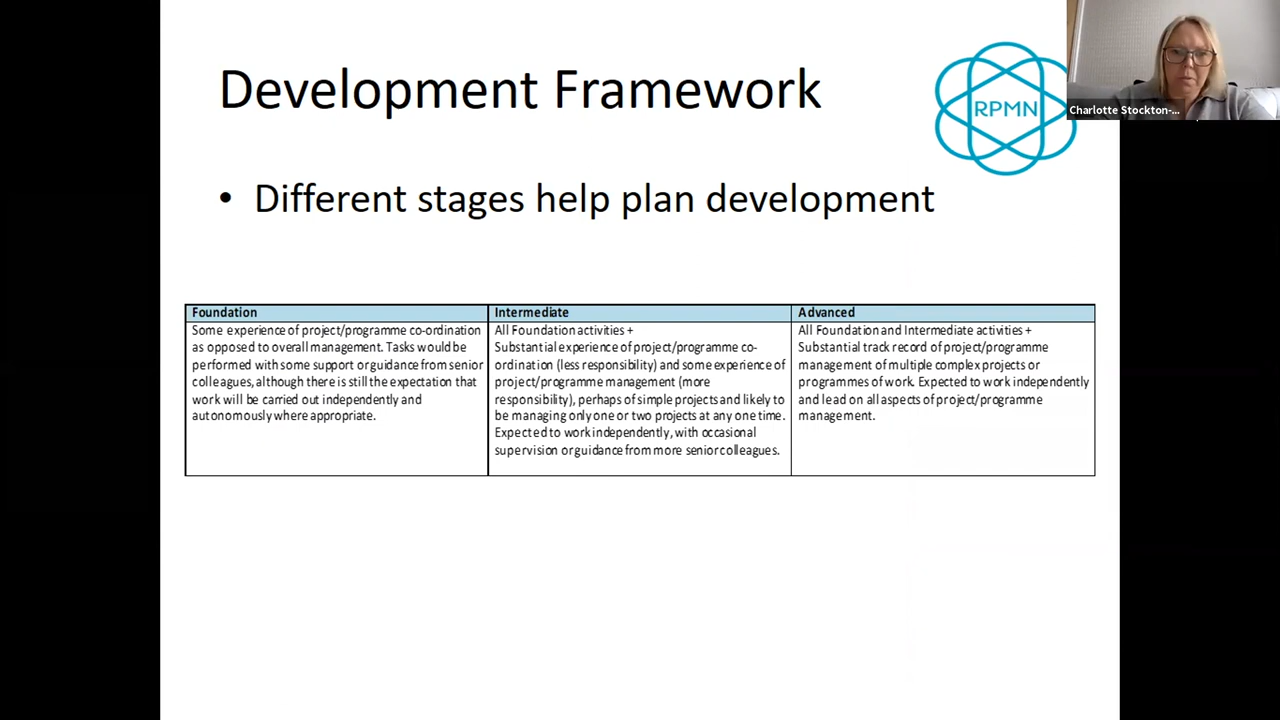 Development Framework
RPMN
Charlotte Stockton-...
• Different stages help plan development
Foundation
Some experience of project/programme co-ordination
as opposed to overall management. Tasks would be
performed with some support or guidance from senior
colleagues, although there is still the expectation that
work will be carried out independently and
autonomously where appropriate.
Intermediate
All Foundation activities +
Substantial experience of project/programme co-
ordination (less responsibility) and some experience of
project/programme management (more
responsibility), perhaps of simple projects and likely to
be managing only one or two projects at any one time.
Expected to work independently, with occasional
supervision or guidance from more senior colleagues.
Advanced
All Foundation and Intermediate activities +
Substantial track record of project/programme
management of multiple complex projects or
programmes of work. Expected to work independently
and lead on all aspects of project/programme
management.